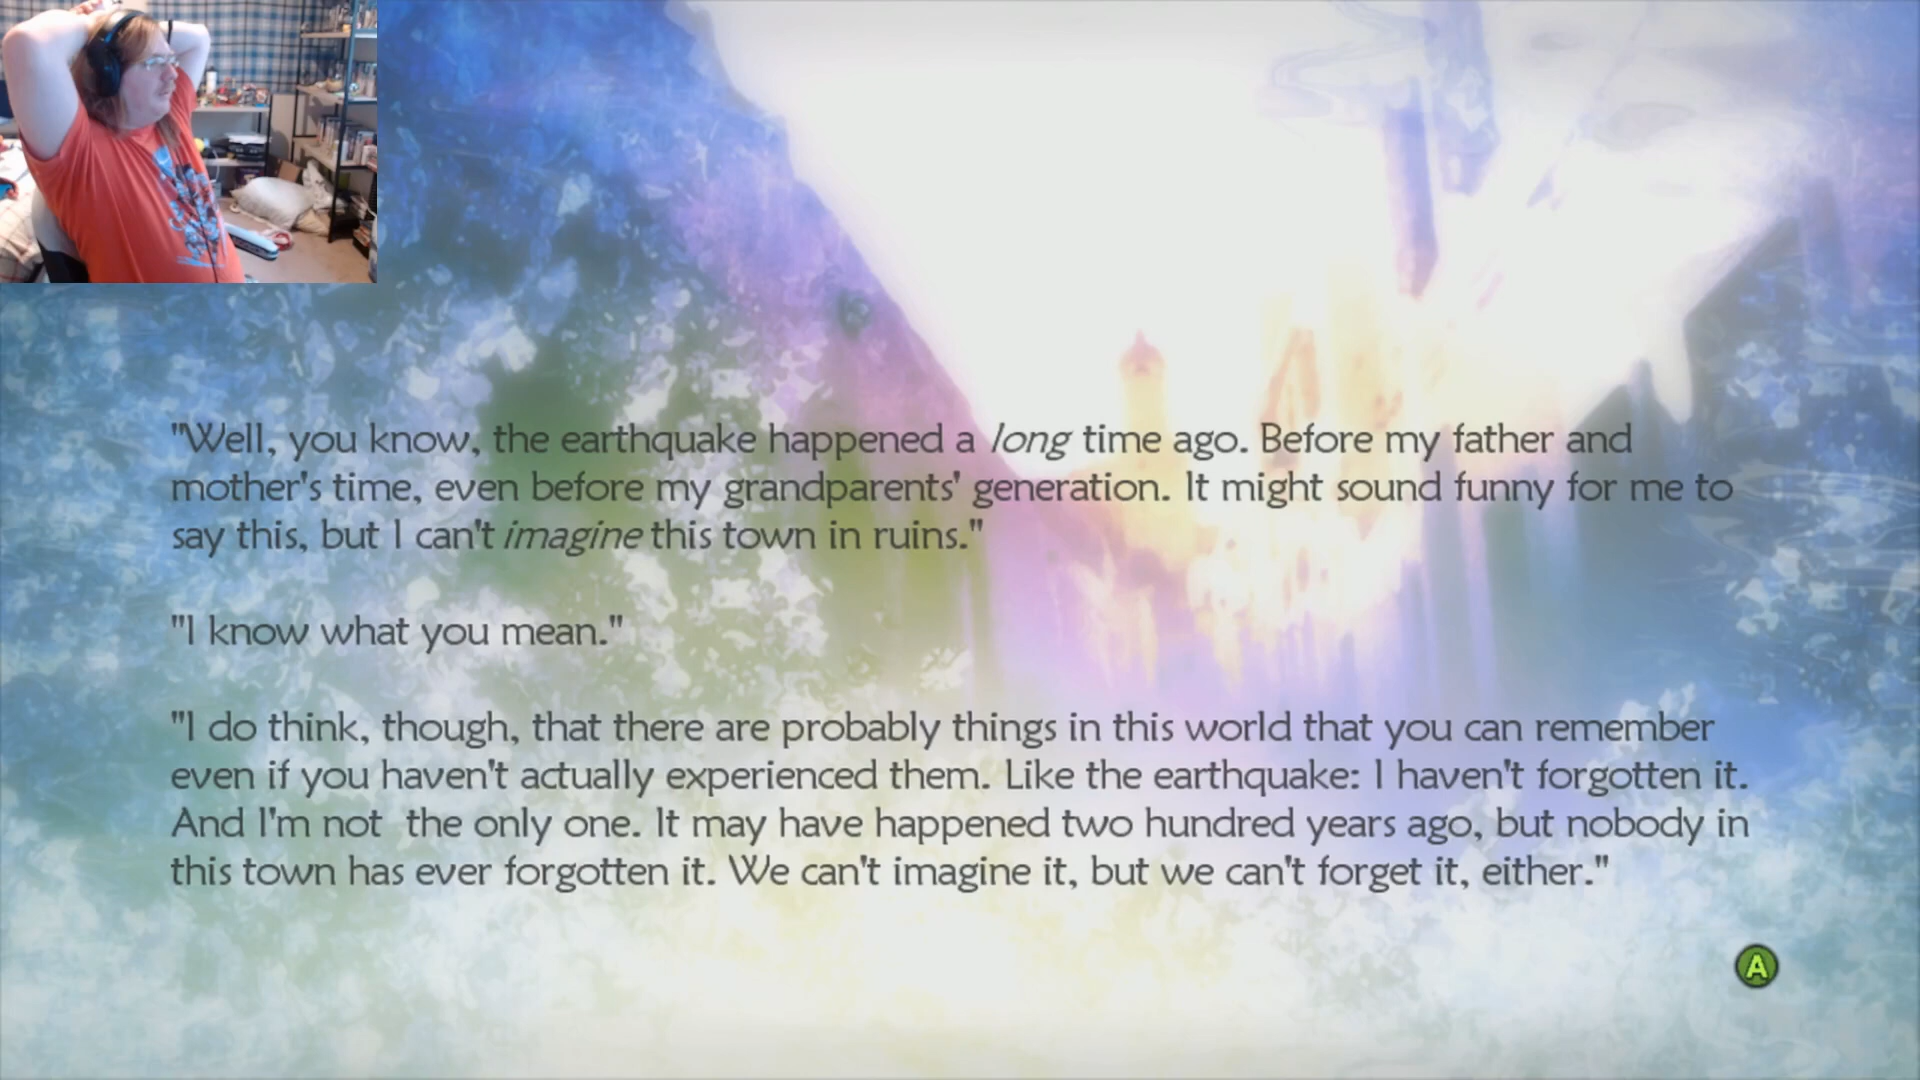 "Well, you know, the earthquake happened a long time ago. Before my father and
mother's time, even before my grandparents' generation. It might sound funny for me to
say this, but I can't imagine this town in ruins."
"I know what you mean."
"I do think, though, that there are probably things in this world that you can remember
even if you haven't actually experienced them. Like the earthquake: I haven't forgotten it.
And I'm not  the only one. It may have happened two hundred years ago, but nobody in
this town has ever forgotten it. We can't imagine it, but we can't forget it, either."
A